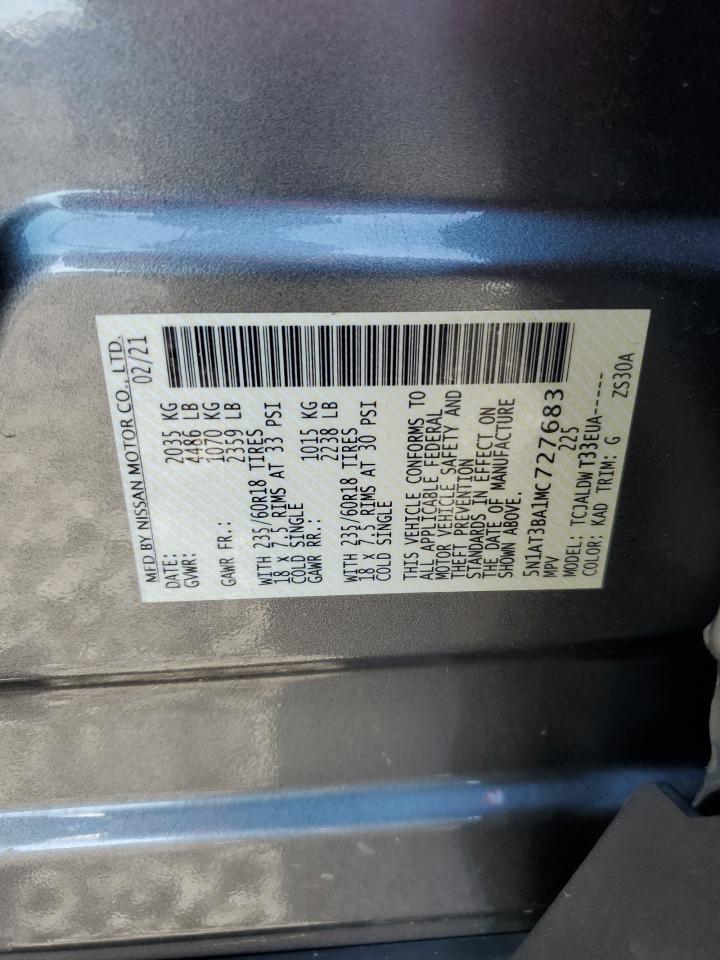 MFD BY NISSAN MOTOR CO., LTD.
DATE: 02/21
GVWR: 2035 KG
4486 LB
GAWR FR.: 1070 KG
2359 LB
WITH 235/60R18 TIRES
18 X 7.5 RIMS AT 33 PSI
COLD SINGLE
GAWR RR.: 1015 KG
2238 LB
WITH 235/60R18 TIRES
18 X 7.5 RIMS AT 30 PSI
COLD SINGLE
THIS VEHICLE CONFORMS TO
ALL APPLICABLE FEDERAL
MOTOR VEHICLE SAFETY AND
THEFT PREVENTION
STANDARDS IN EFFECT ON
THE DATE OF MANUFACTURE
SHOWN ABOVE.
5N1AT3BA1MC727683
MPV 225
MODEL: TCJALDWT33EUA-----
COLOR: KAD TRIM: G ZS30A